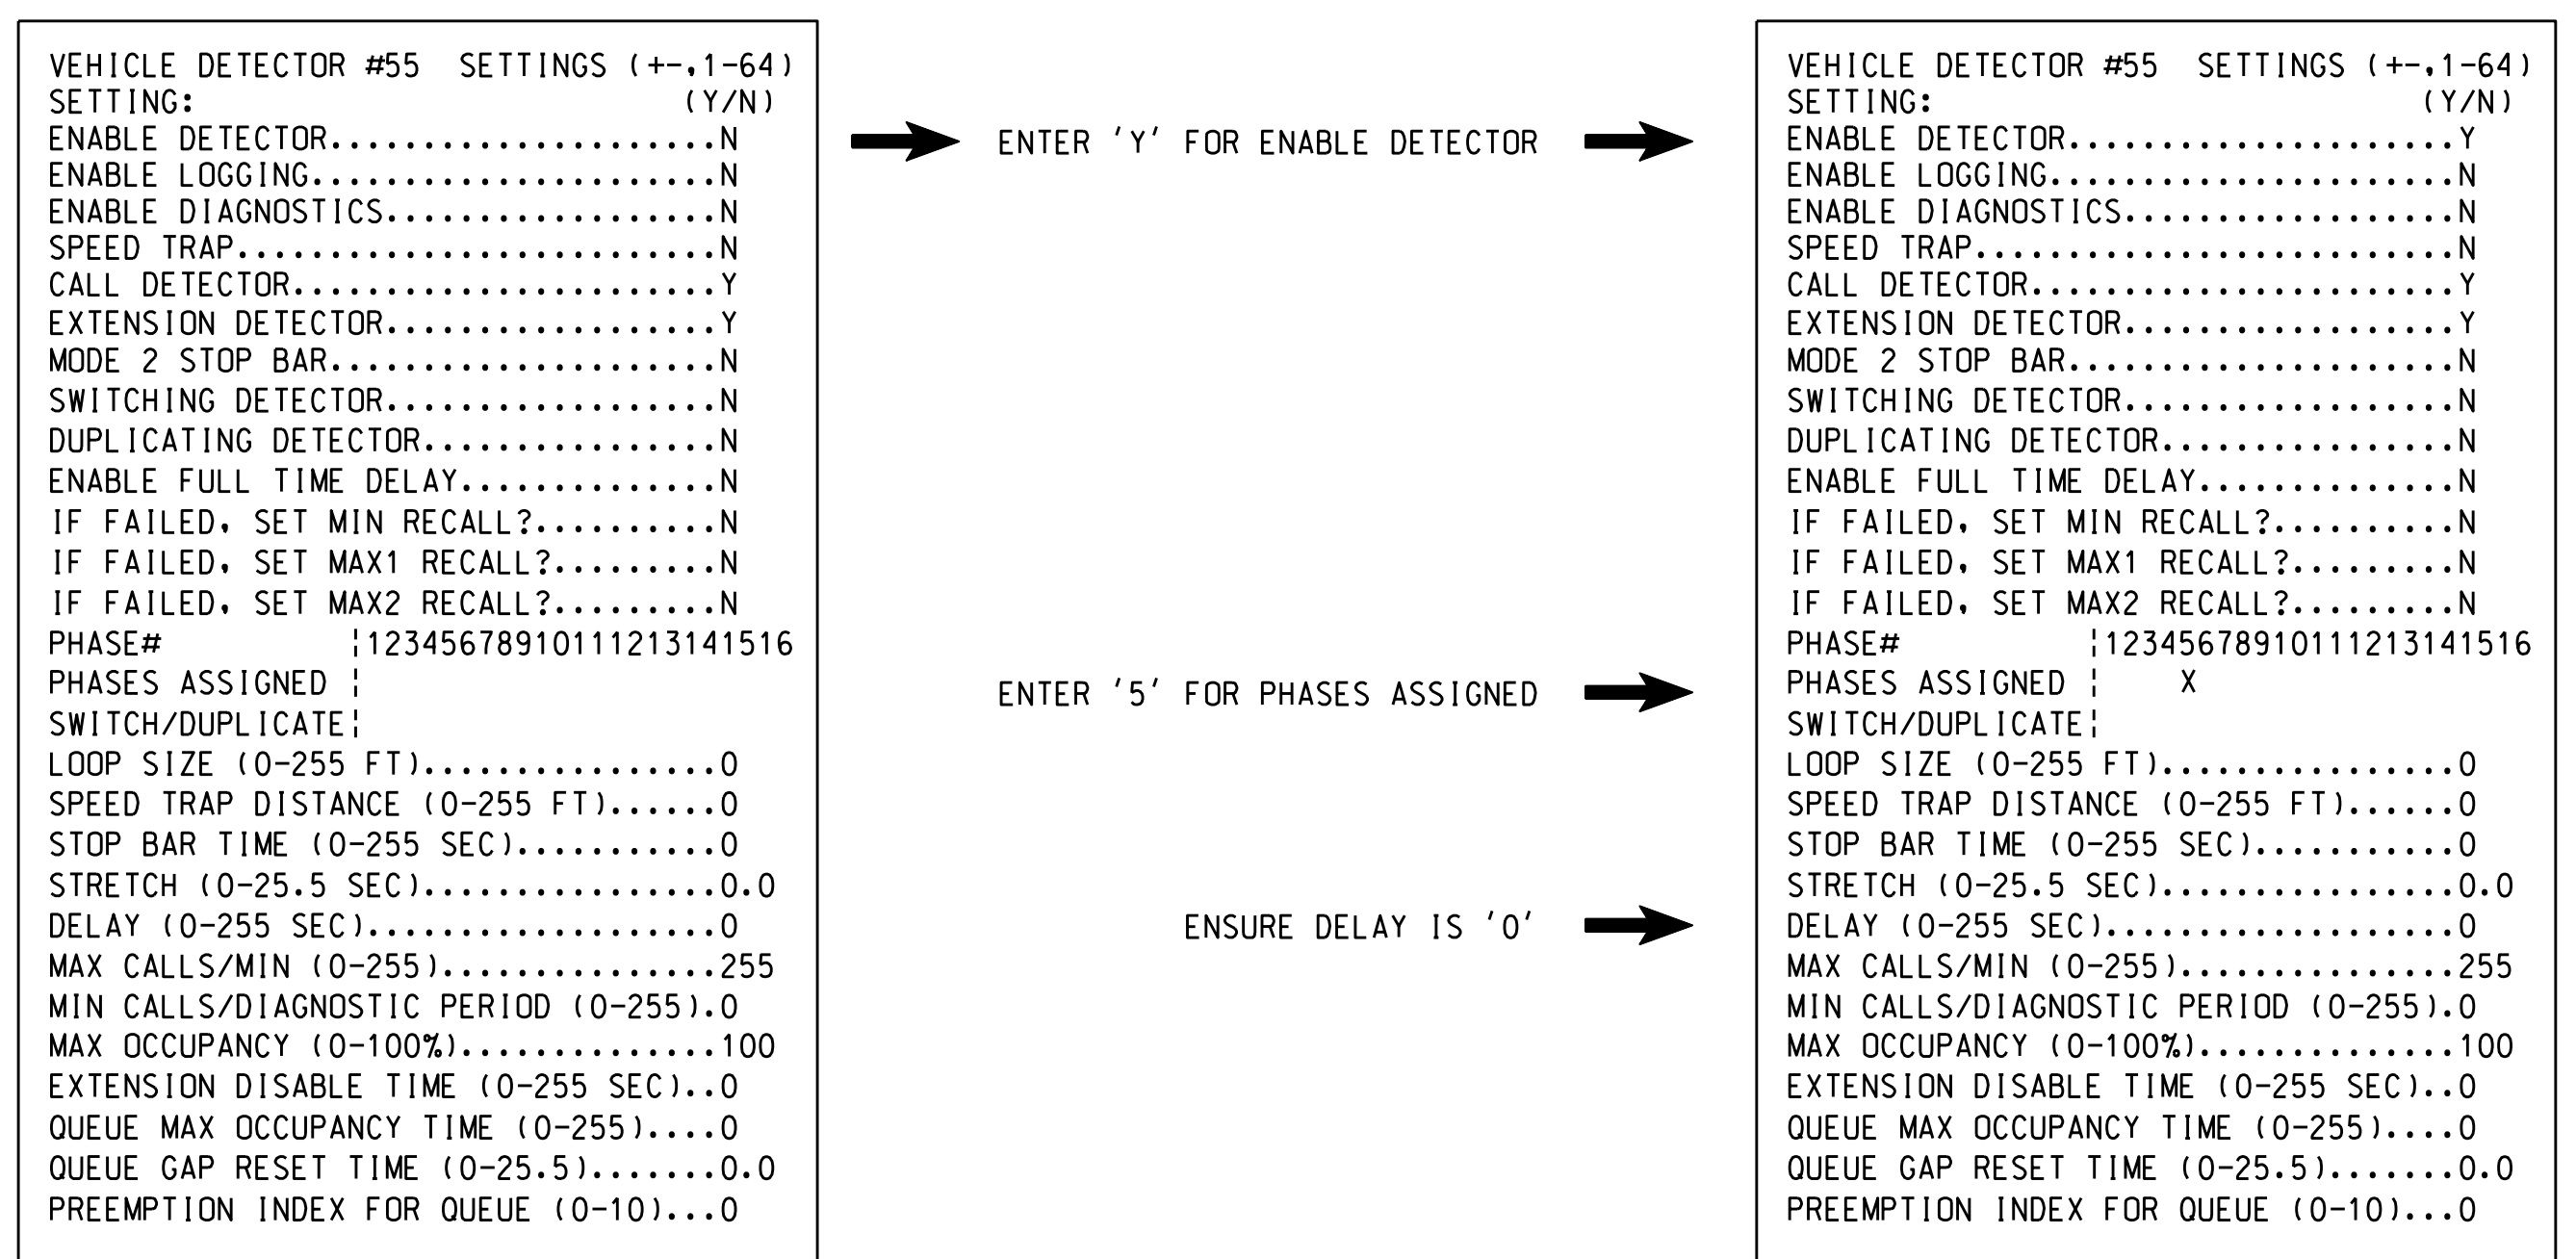 VEHICLE DETECTOR #55  SETTINGS (+-,1-64)
SETTING:                          (Y/N)
ENABLE DETECTOR.....................N
ENABLE LOGGING......................N
ENABLE DIAGNOSTICS..................N
SPEED TRAP..........................N
CALL DETECTOR.......................Y
EXTENSION DETECTOR..................Y
MODE 2 STOP BAR.....................N
SWITCHING DETECTOR..................N
DUPLICATING DETECTOR................N
ENABLE FULL TIME DELAY..............N
IF FAILED, SET MIN RECALL?..........N
IF FAILED, SET MAX1 RECALL?.........N
IF FAILED, SET MAX2 RECALL?.........N
PHASE#          ¦12345678910111213141516
PHASES ASSIGNED ¦
SWITCH/DUPLICATE¦
LOOP SIZE (0-255 FT)................0
SPEED TRAP DISTANCE (0-255 FT)......0
STOP BAR TIME (0-255 SEC)...........0
STRETCH (0-25.5 SEC)................0.0
DELAY (0-255 SEC)...................0
MAX CALLS/MIN (0-255)...............255
MIN CALLS/DIAGNOSTIC PERIOD (0-255).0
MAX OCCUPANCY (0-100%)..............100
EXTENSION DISABLE TIME (0-255 SEC)..0
QUEUE MAX OCCUPANCY TIME (0-255)....0
QUEUE GAP RESET TIME (0-25.5).......0.0
PREEMPTION INDEX FOR QUEUE (0-10)...0
ENTER 'Y' FOR ENABLE DETECTOR
ENTER '5' FOR PHASES ASSIGNED
ENSURE DELAY IS '0'
VEHICLE DETECTOR #55  SETTINGS (+-,1-64)
SETTING:                          (Y/N)
ENABLE DETECTOR.....................Y
ENABLE LOGGING......................N
ENABLE DIAGNOSTICS..................N
SPEED TRAP..........................N
CALL DETECTOR.......................Y
EXTENSION DETECTOR..................Y
MODE 2 STOP BAR.....................N
SWITCHING DETECTOR..................N
DUPLICATING DETECTOR................N
ENABLE FULL TIME DELAY..............N
IF FAILED, SET MIN RECALL?..........N
IF FAILED, SET MAX1 RECALL?.........N
IF FAILED, SET MAX2 RECALL?.........N
PHASE#          ¦12345678910111213141516
PHASES ASSIGNED ¦    X
SWITCH/DUPLICATE¦
LOOP SIZE (0-255 FT)................0
SPEED TRAP DISTANCE (0-255 FT)......0
STOP BAR TIME (0-255 SEC)...........0
STRETCH (0-25.5 SEC)................0.0
DELAY (0-255 SEC)...................0
MAX CALLS/MIN (0-255)...............255
MIN CALLS/DIAGNOSTIC PERIOD (0-255).0
MAX OCCUPANCY (0-100%)..............100
EXTENSION DISABLE TIME (0-255 SEC)..0
QUEUE MAX OCCUPANCY TIME (0-255)....0
QUEUE GAP RESET TIME (0-25.5).......0.0
PREEMPTION INDEX FOR QUEUE (0-10)...0